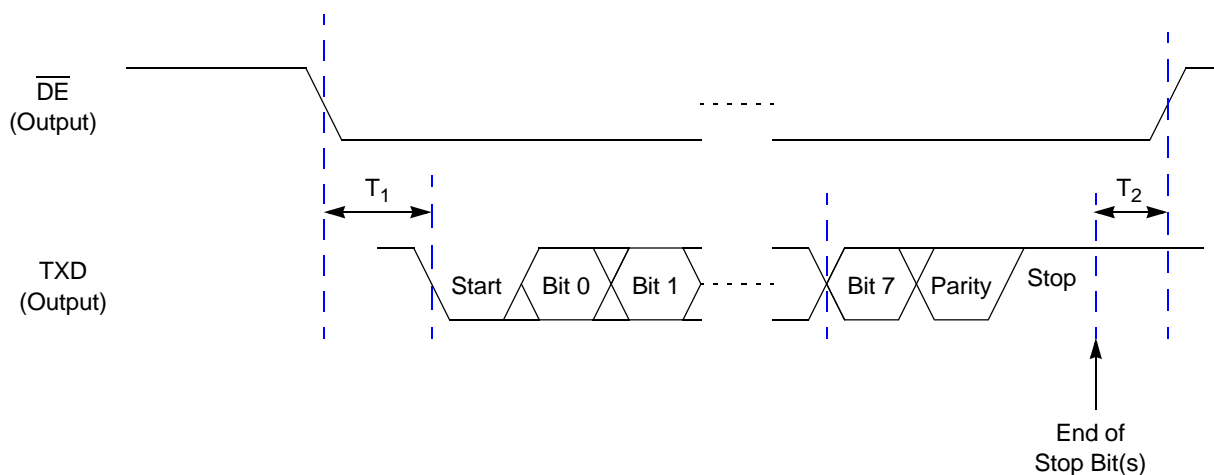 DE
(Output)
T1
T2
TXD
(Output)
Start
Bit 0
Bit 1
Bit 7
Parity
Stop
End of
Stop Bit(s)